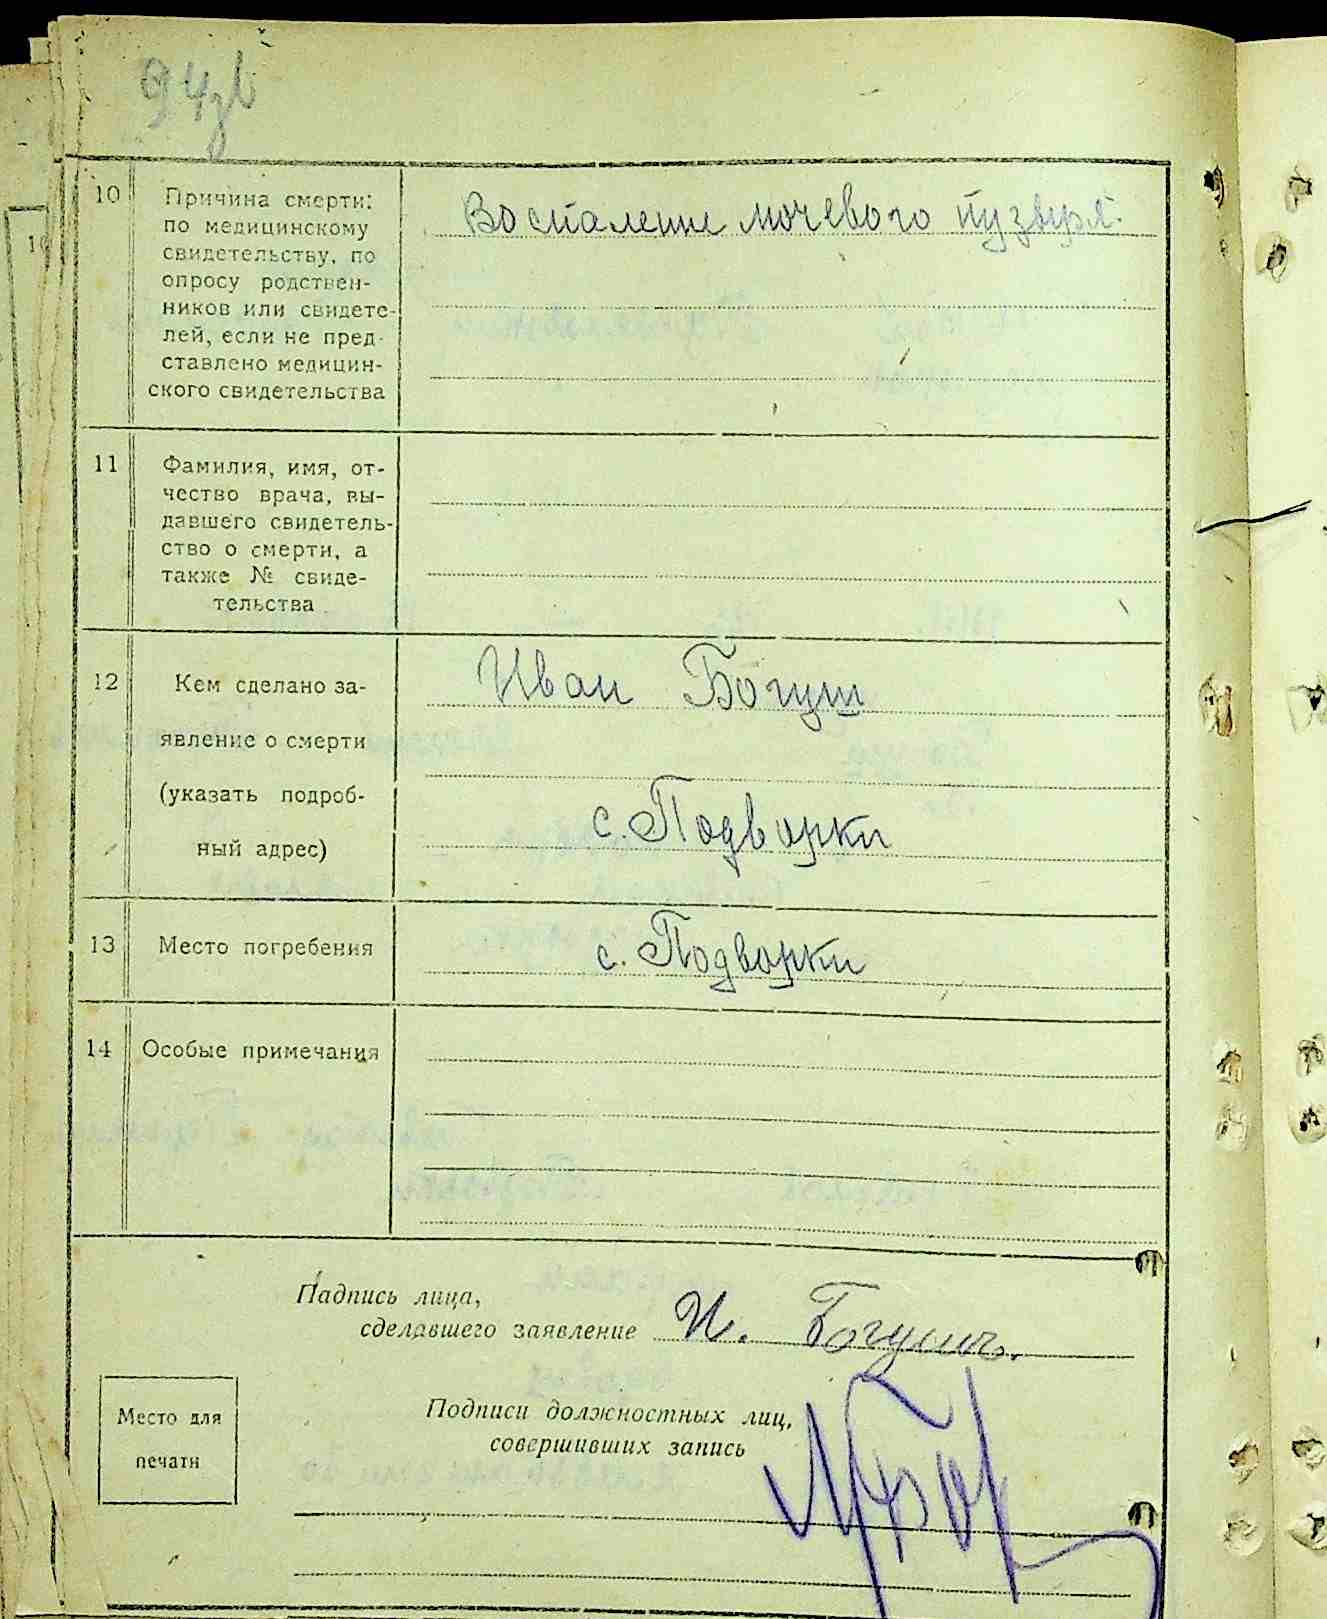 94
10 Причина смерти: Воспаление мочевого пузыря.
по медицинскому
свидетельству, по
опросу родствен-
ников или свидете-
лей, если не пред-
ставлено медицин-
ского свидетельства
11 Фамилия, имя, от-
чество врача, вы-
давшего свидетель-
ство о смерти, а
также № свиде-
тельства
12 Кем сделано за- Иван Богуш
явление о смерти
(указать подроб- с. Подворки
ный адрес)
13 Место погребения с. Подворки
14 Особые примечания
Падпись лица,
сделавшего заявление И. Богуш.
Подписи должностных лиц,
совершивших запись
Место для
печати